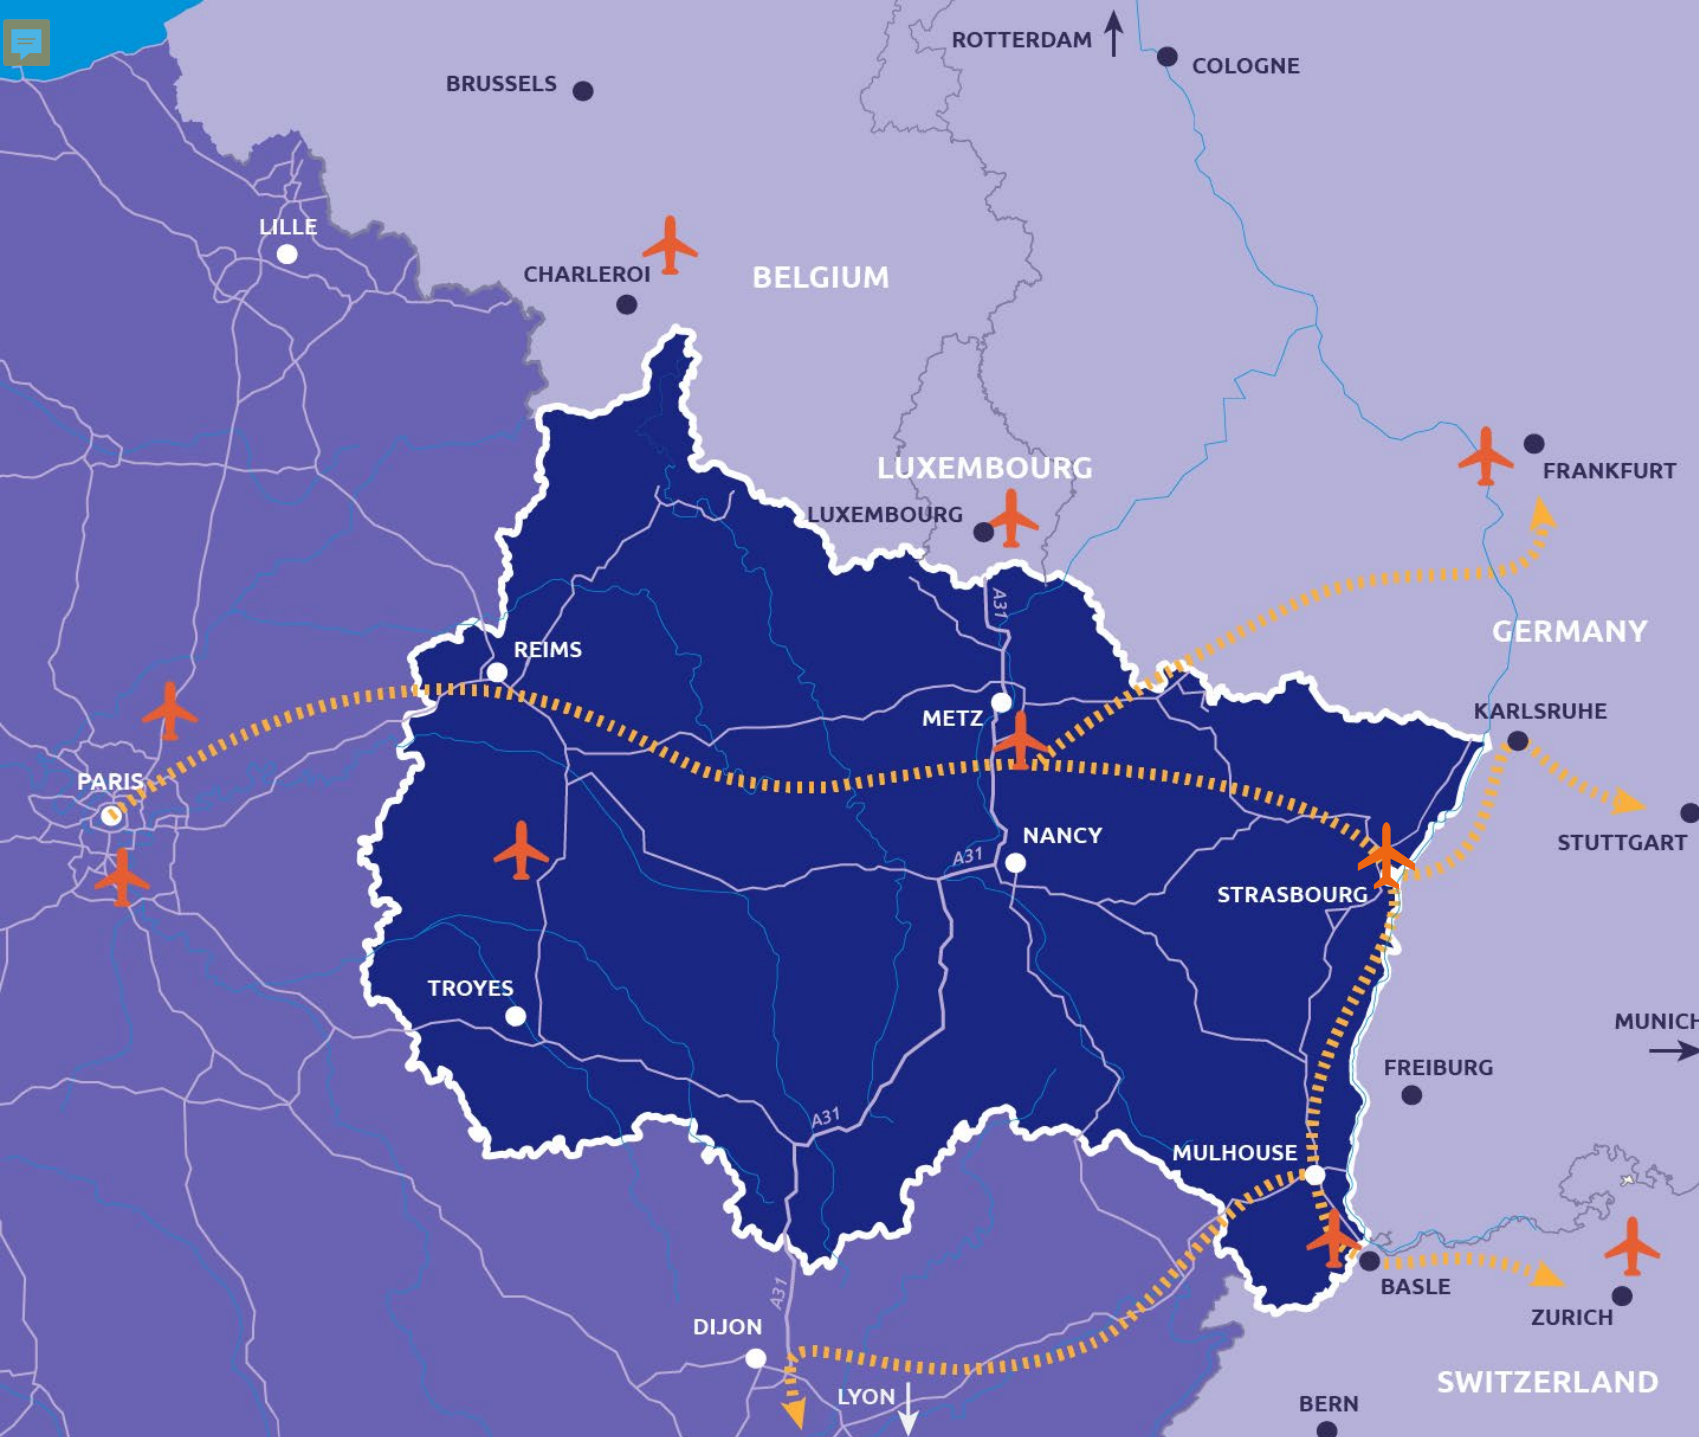 ROTTERDAM
COLOGNE
BRUSSELS
LILLE
CHARLEROI
BELGIUM
LUXEMBOURG
FRANKFURT
LUXEMBOURG
A31
GERMANY
REIMS
METZ
KARLSRUHE
PARIS
NANCY
STUTTGART
A31
STRASBOURG
TROYES
MUNICH
FREIBURG
A31
MULHOUSE
A31
BASLE
ZURICH
DIJON
SWITZERLAND
LYON
BERN